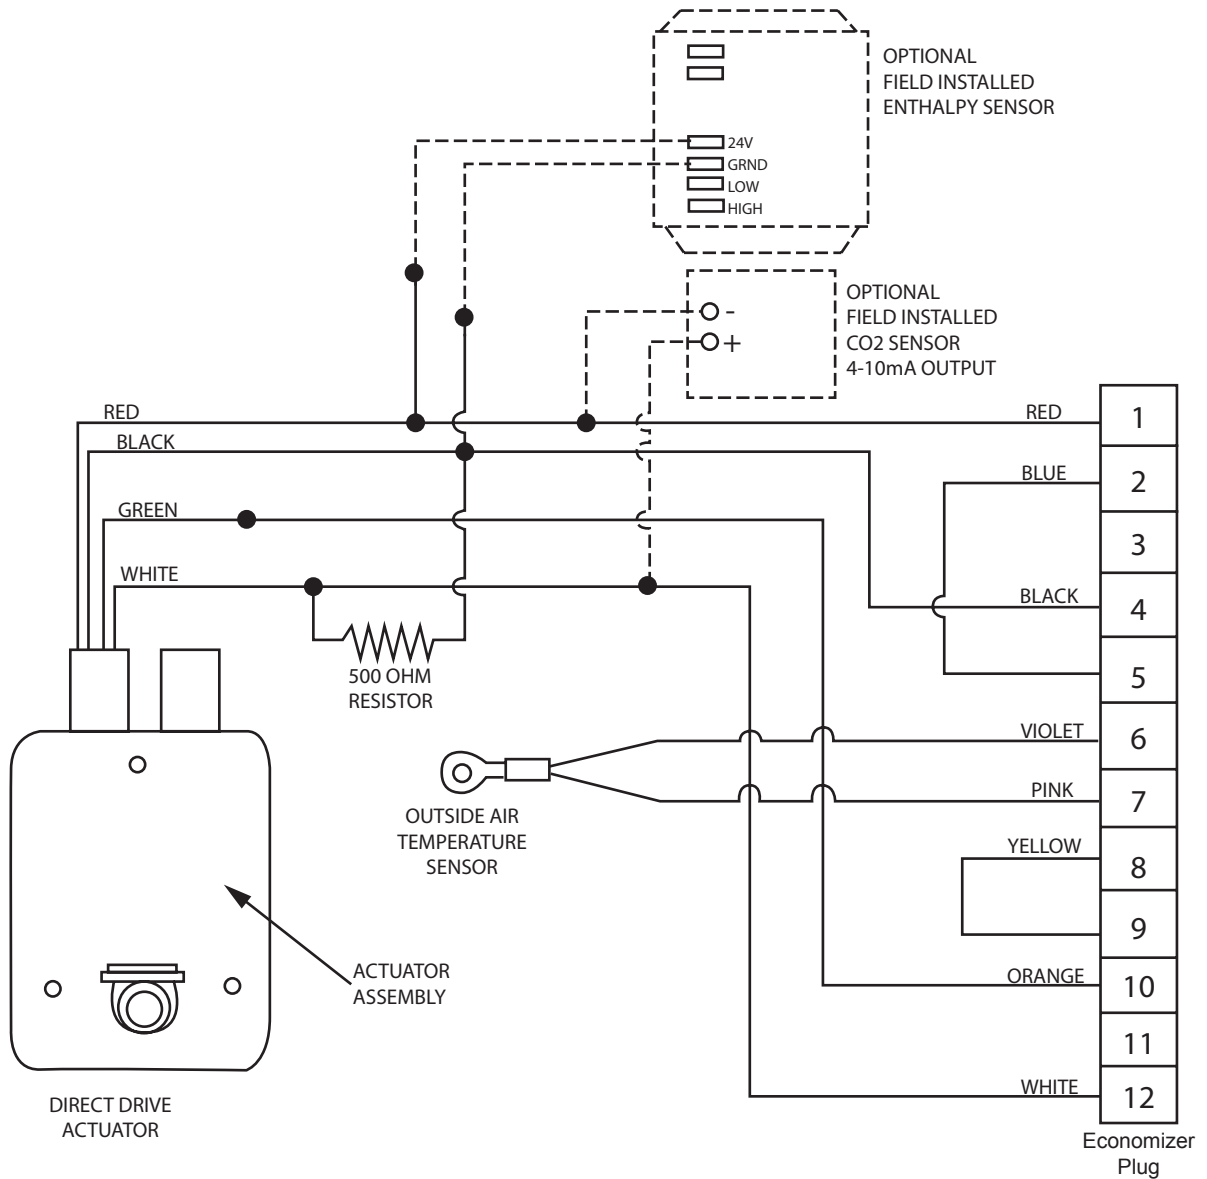 OPTIONAL
FIELD INSTALLED
ENTHALPY SENSOR
24V
GRND
LOW
HIGH
OPTIONAL
FIELD INSTALLED
CO2 SENSOR
4-10mA OUTPUT
-
+
RED
RED
1
BLACK
BLUE
2
GREEN
3
WHITE
BLACK
4
500 OHM
RESISTOR
5
VIOLET
6
PINK
7
OUTSIDE AIR
TEMPERATURE
SENSOR
YELLOW
8
9
ACTUATOR
ASSEMBLY
ORANGE
10
11
WHITE
12
DIRECT DRIVE
ACTUATOR
Economizer
Plug